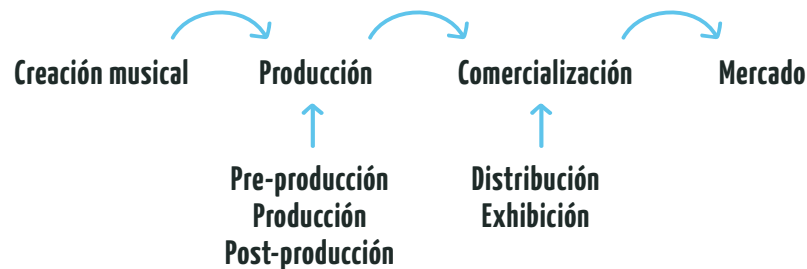 Creación musical
Producción
Comercialización
Mercado
Pre-producción
Producción
Post-producción
Distribución
Exhibición